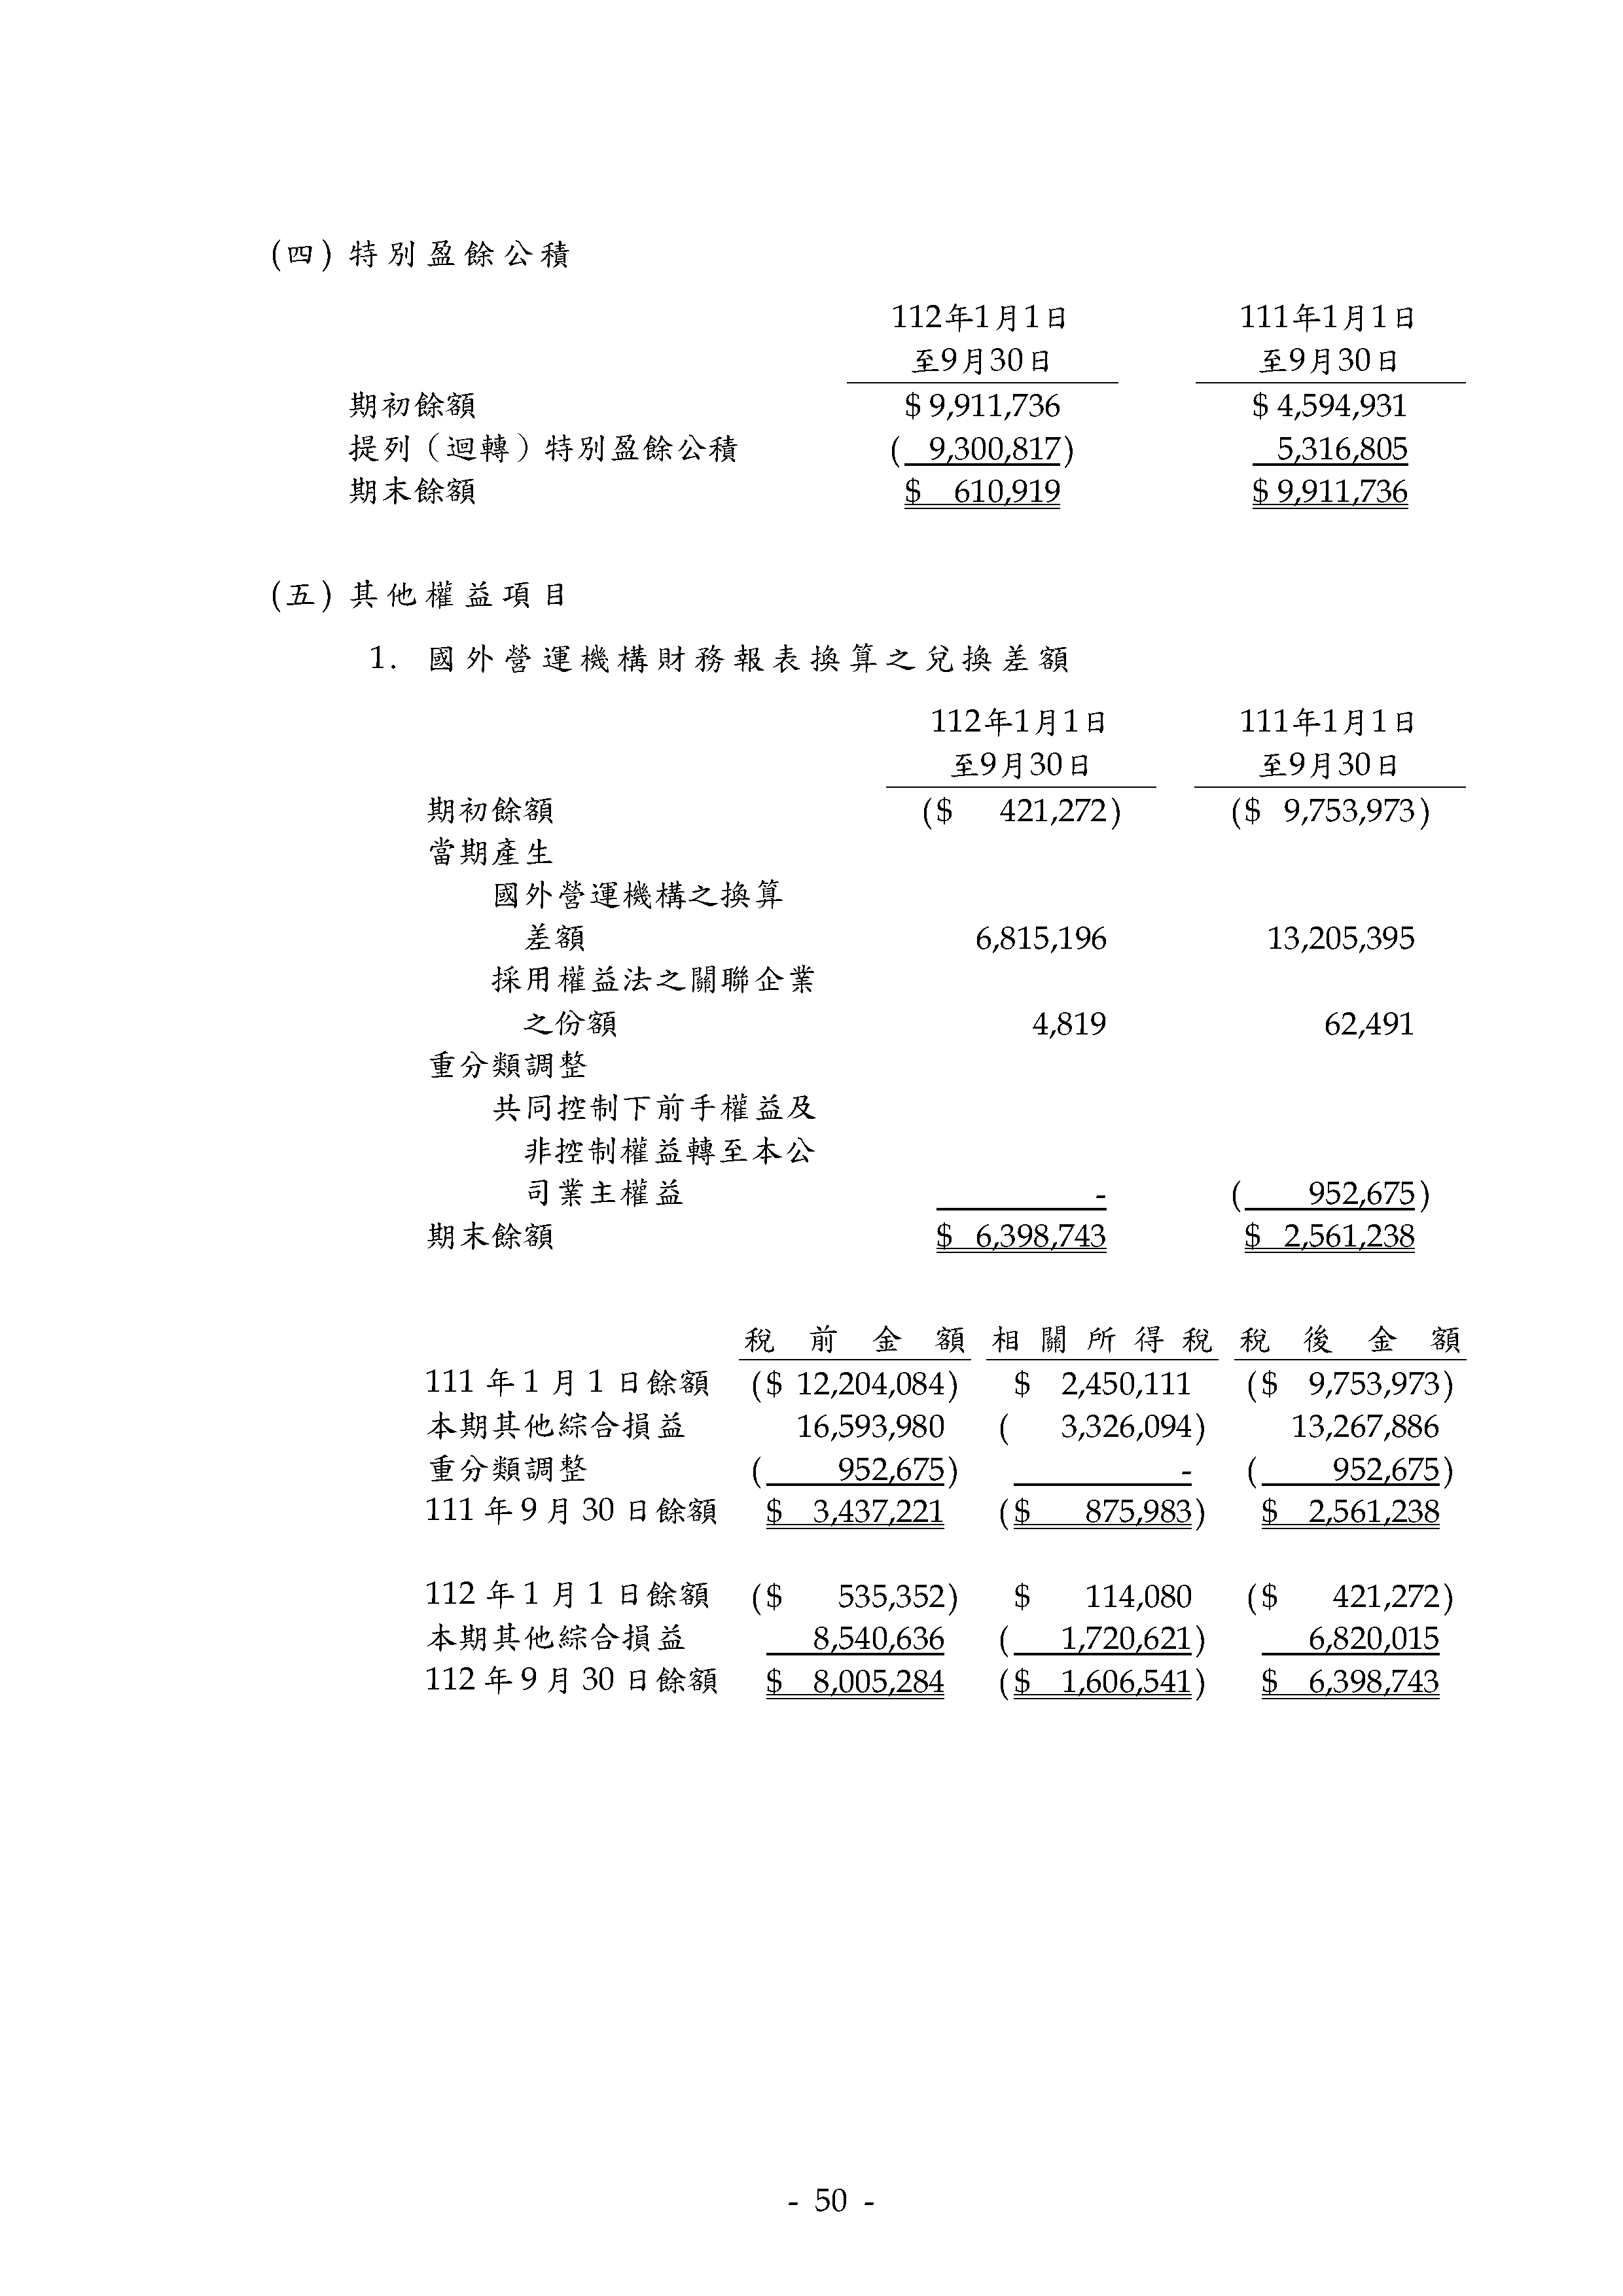 (四) 特別盈餘公積
112年1月1日 111年1月1日
至9月30日 至9月30日
期初餘額 $ 9,911,736 $ 4,594,931
提列（迴轉）特別盈餘公積 ( 9,300,817) 5,316,805
期末餘額 $ 610,919 $ 9,911,736
(五) 其他權益項目
1. 國外營運機構財務報表換算之兌換差額
112年1月1日 111年1月1日
至9月30日 至9月30日
期初餘額 ($ 421,272) ($ 9,753,973)
當期產生
國外營運機構之換算
差額 6,815,196 13,205,395
採用權益法之關聯企業
之份額 4,819 62,491
重分類調整
共同控制下前手權益及
非控制權益轉至本公
司業主權益 - ( 952,675)
期末餘額 $ 6,398,743 $ 2,561,238
稅前金額 相關所得稅 稅後金額
111 年 1 月 1 日餘額 ($ 12,204,084) $ 2,450,111 ($ 9,753,973)
本期其他綜合損益 16,593,980 ( 3,326,094) 13,267,886
重分類調整 ( 952,675) - ( 952,675)
111 年 9 月 30 日餘額 $ 3,437,221 ($ 875,983) $ 2,561,238
112 年 1 月 1 日餘額 ($ 535,352) $ 114,080 ($ 421,272)
本期其他綜合損益 8,540,636 ( 1,720,621) 6,820,015
112 年 9 月 30 日餘額 $ 8,005,284 ($ 1,606,541) $ 6,398,743
- 50 -